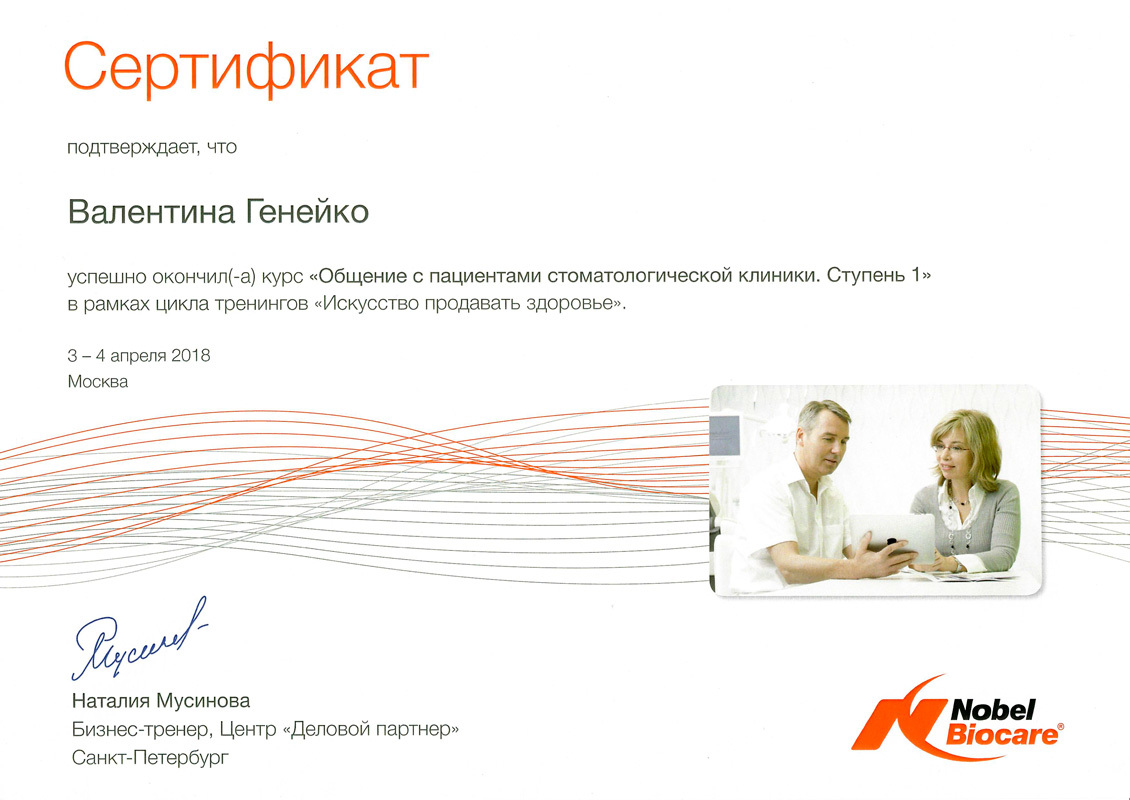 Сертификат
подтверждает, что
Валентина Генейко
успешно окончил(-а) курс «Общение с пациентами стоматологической клиники. Ступень 1»
в рамках цикла тренингов «Искусство продавать здоровье».
3 – 4 апреля 2018
Москва
Мусинов
Наталия Мусинова
Бизнес-тренер, Центр «Деловой партнер»
Санкт-Петербург
Nobel
Biocare®